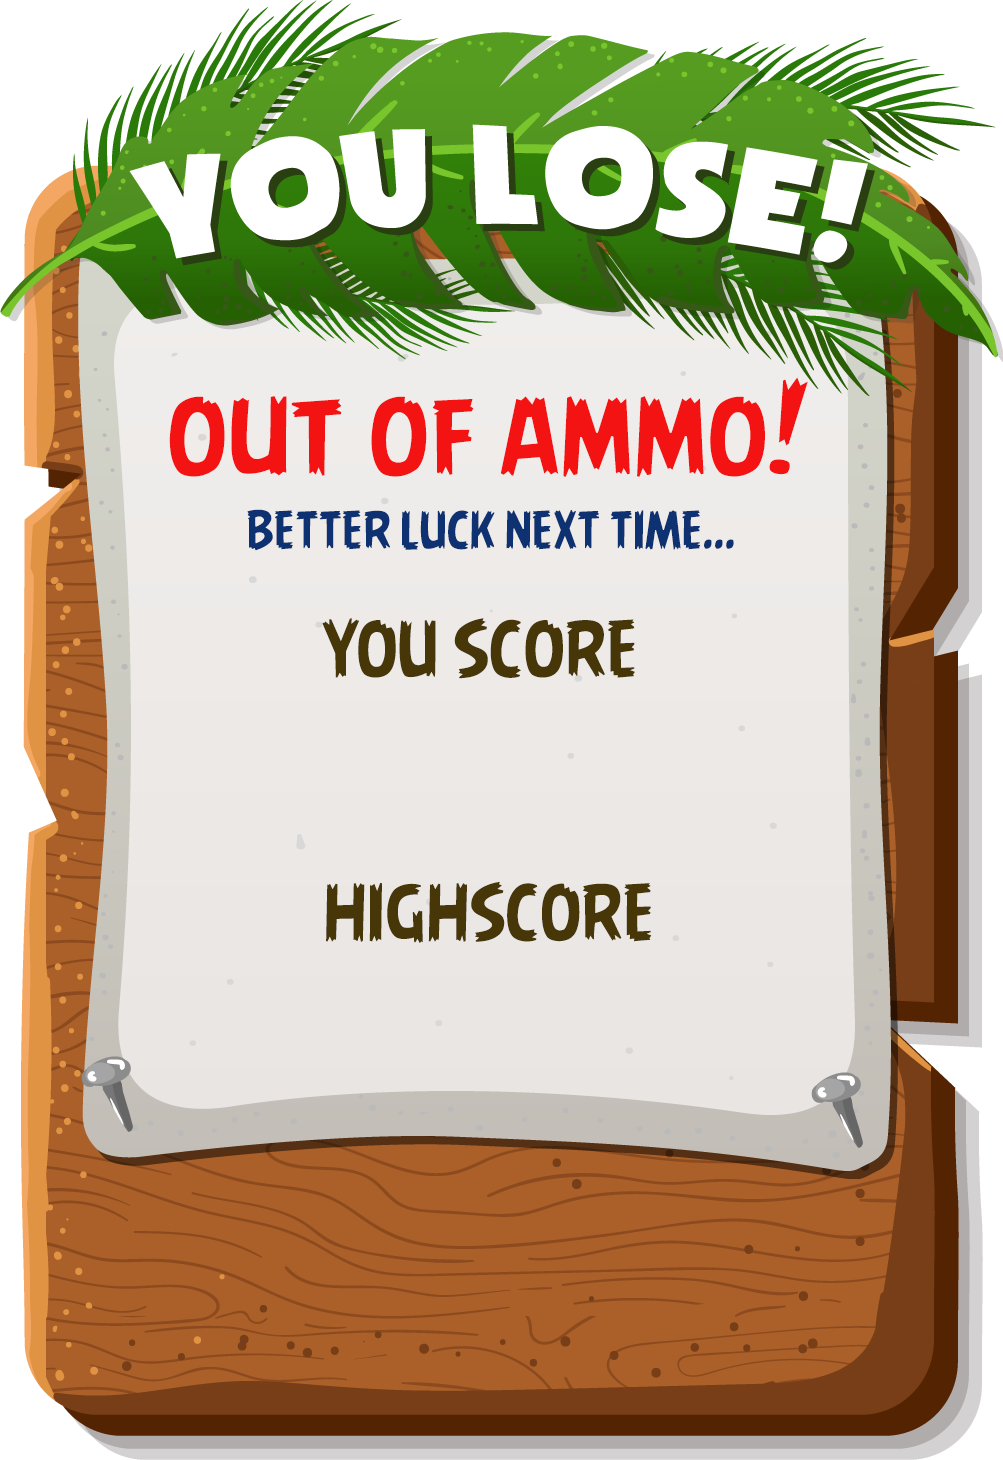 YOU LOSE!
OUT OF AMMO!
BETTER LUCK NEXT TIME...
YOU SCORE
HIGHSCORE